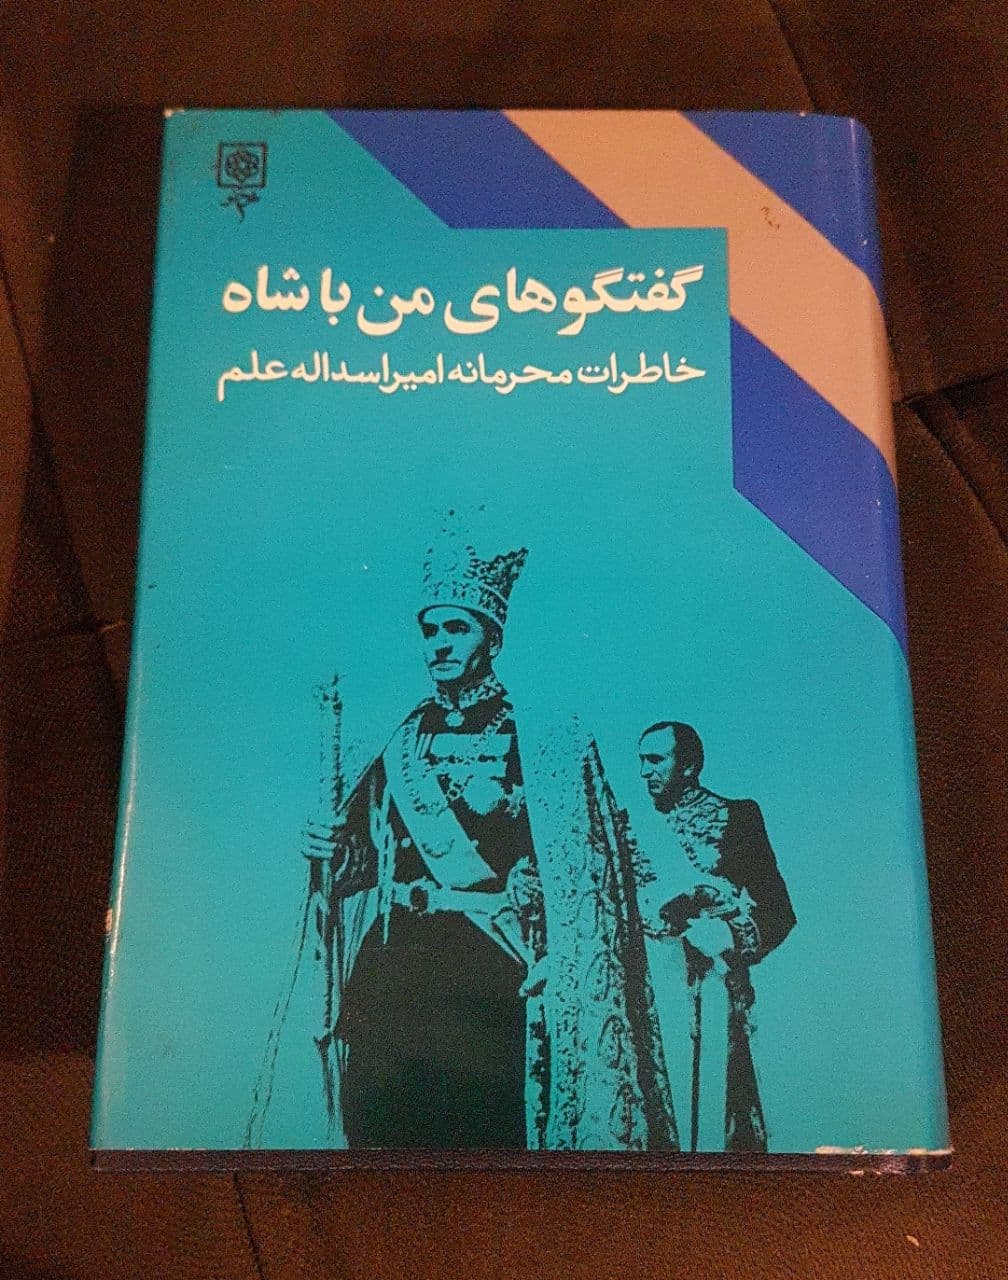 گفتگوهای من با شاه
خاطرات محرمانه امیراسداله علم